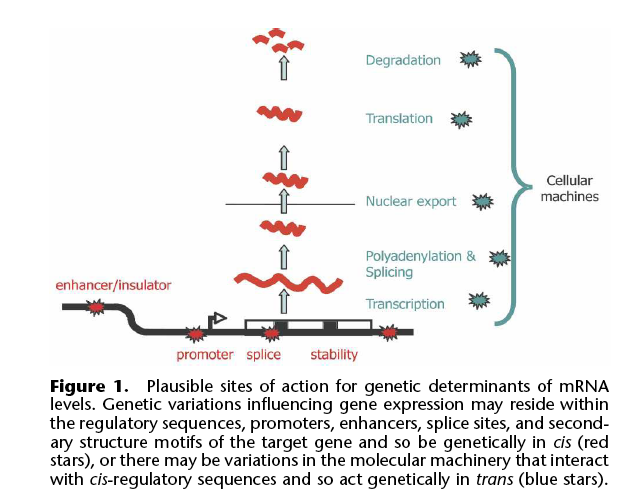 Degradation
Translation
Cellular
machines
Nuclear export
Polyadenylation &
Splicing
enhancer/insulator
Transcription
promoter splice stability
Figure 1. Plausible sites of action for genetic determinants of mRNA
levels. Genetic variations influencing gene expression may reside within
the regulatory sequences, promoters, enhancers, splice sites, and second-
ary structure motifs of the target gene and so be genetically in cis (red
stars), or there may be variations in the molecular machinery that interact
with cis-regulatory sequences and so act genetically in trans (blue stars).